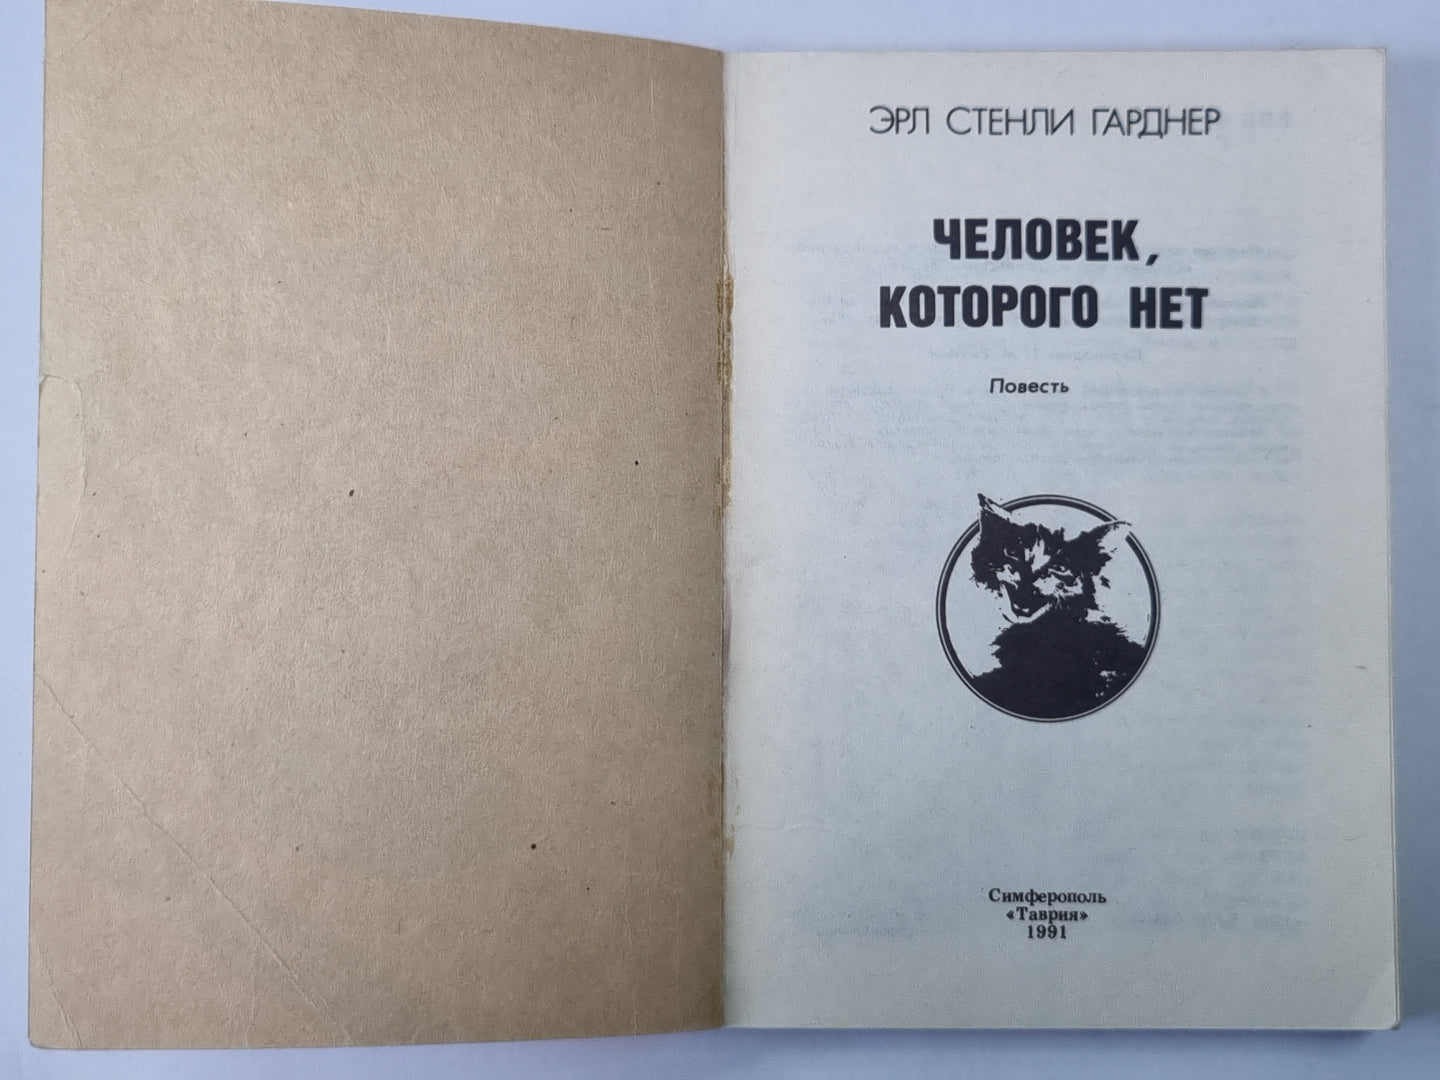 ЭРЛ СТЕНЛИ ГАРДНЕР
ЧЕЛОВЕК,
КОТОРОГО НЕТ
Повесть
Симферополь
«Таврия»
1991